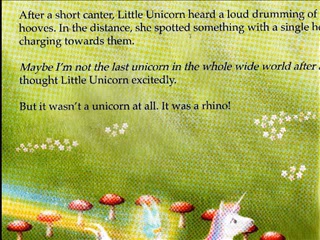 After a short canter, Little Unicorn heard a loud drumming of
hooves. In the distance, she spotted something with a single
charging towards them.
Maybe I'm not the last unicorn in the whole wide world after
thought Little Unicorn excitedly.
But it wasn't a unicorn at all. It was a rhino!